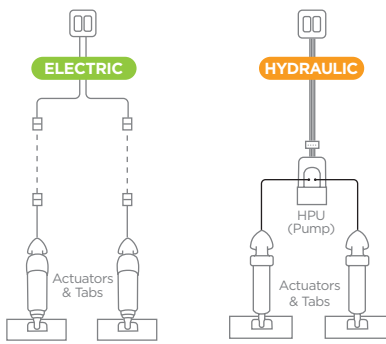 ELECTRIC
Actuators
& Tabs
HYDRAULIC
HPU
(Pump)
Actuators
& Tabs